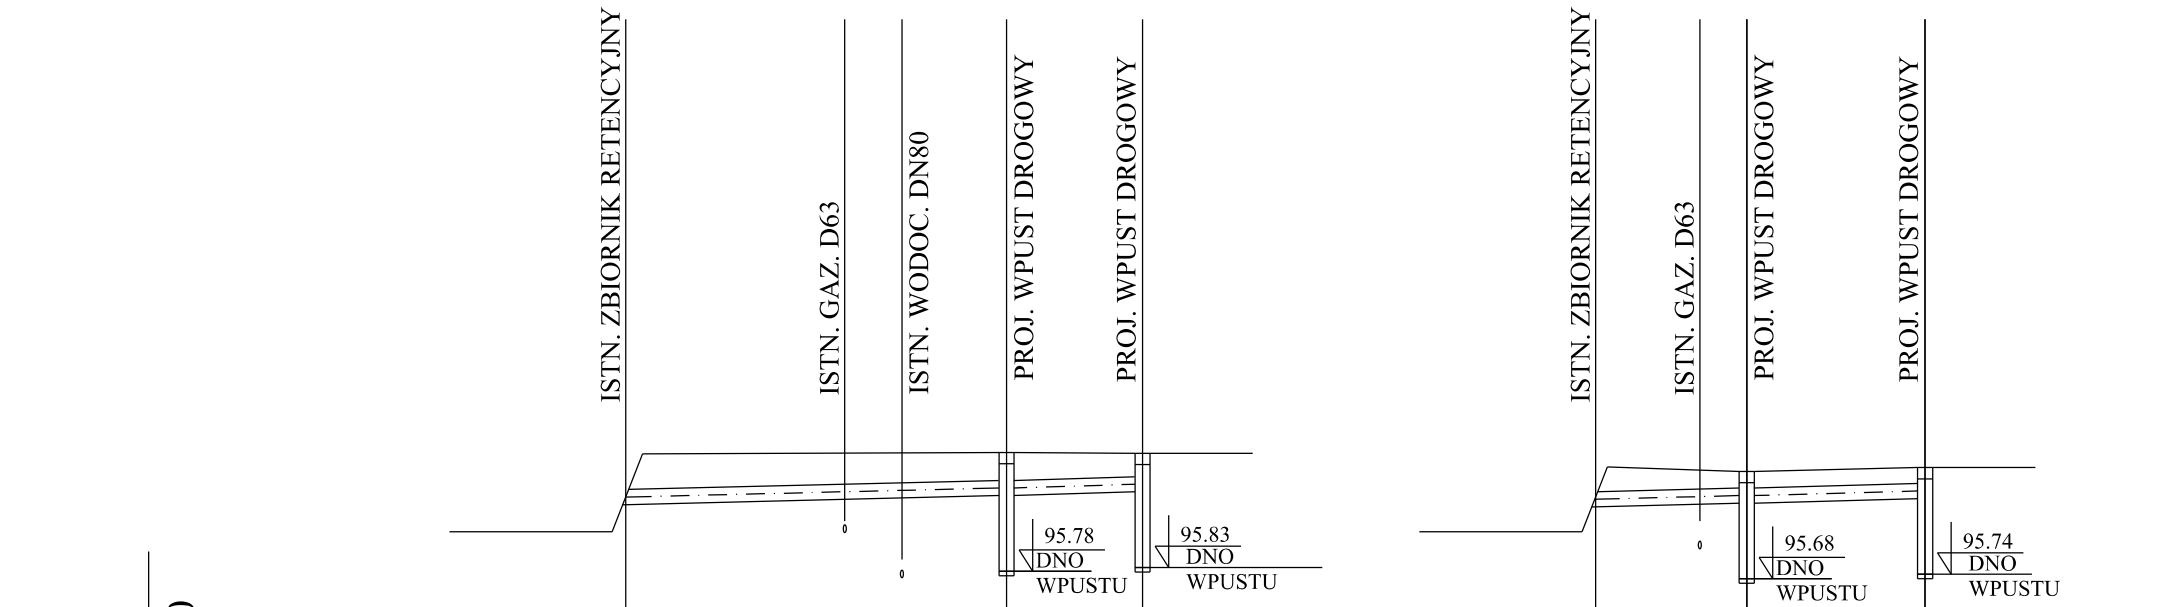 ISTN. ZBIORNIK RETENCYJNY
ISTN. GAZ. D63
ISTN. WODOC. DN80
PROJ. WPUST DROGOWY
PROJ. WPUST DROGOWY
95.78
DNO
WPUSTU
95.83
DNO
WPUSTU
ISTN. ZBIORNIK RETENCYJNY
ISTN. GAZ. D63
PROJ. WPUST DROGOWY
PROJ. WPUST DROGOWY
95.68
DNO
WPUSTU
95.74
DNO
WPUSTU